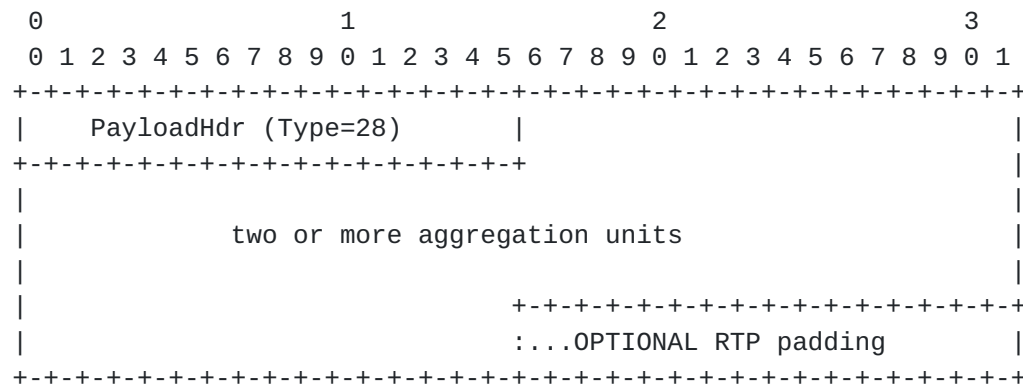 0                   1                   2                   3
 0 1 2 3 4 5 6 7 8 9 0 1 2 3 4 5 6 7 8 9 0 1 2 3 4 5 6 7 8 9 0 1
+-+-+-+-+-+-+-+-+-+-+-+-+-+-+-+-+-+-+-+-+-+-+-+-+-+-+-+-+-+-+-+-+
|    PayloadHdr (Type=28)       |                               |
+-+-+-+-+-+-+-+-+-+-+-+-+-+-+-+-+                               |
|                                                               |
|             two or more aggregation units                     |
|                                                               |
|                               +-+-+-+-+-+-+-+-+-+-+-+-+-+-+-+-+
|                               :...OPTIONAL RTP padding        |
+-+-+-+-+-+-+-+-+-+-+-+-+-+-+-+-+-+-+-+-+-+-+-+-+-+-+-+-+-+-+-+-+